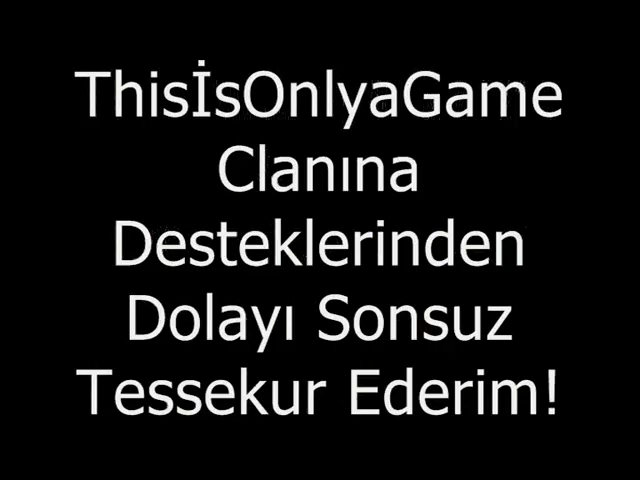 ThisİsOnlyaGame
Clanına
Desteklerinden
Dolayı Sonsuz
Tessekur Ederim!